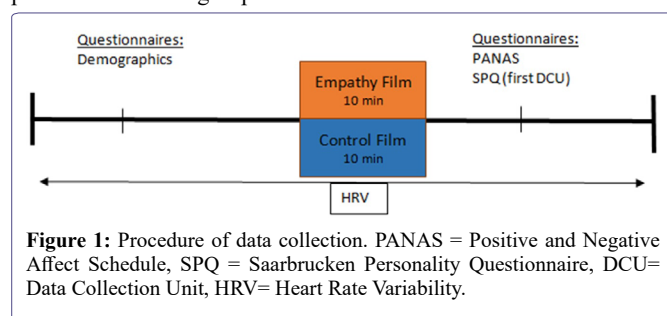 Questionnaires:
Demographics
Questionnaires:
PANAS
SPQ (first DCU)
Empathy Film
10 min
Control Film
10 min
HRV
Figure 1: Procedure of data collection. PANAS = Positive and Negative
Affect Schedule, SPQ = Saarbrucken Personality Questionnaire, DCU=
Data Collection Unit, HRV= Heart Rate Variability.